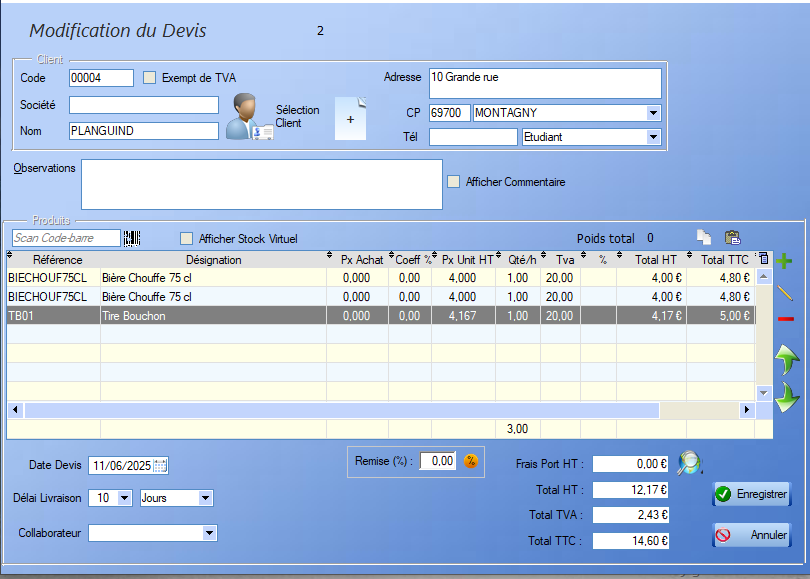 Modification du Devis 2
Client
Code 00004 Exempt de TVA Adresse 10 Grande rue
Société Sélection Client + CP 69700 MONTAGNY
Nom PLANGUIND Tél Etudiant
Observations Afficher Commentaire
Produits
Scan Code-barre Afficher Stock Virtuel Poids total 0
Référence Désignation Px Achat Coeff % Px Unit HT Qté/h Tva % Total HT Total TTC
BIECHOUF75CL Bière Chouffe 75 cl 0,000 0,00 4,000 1,00 20,00 4,00 € 4,80 €
BIECHOUF75CL Bière Chouffe 75 cl 0,000 0,00 4,000 1,00 20,00 4,00 € 4,80 €
TB01 Tire Bouchon 0,000 0,00 4,167 1,00 20,00 4,17 € 5,00 €
3,00
Date Devis 11/06/2025 Remise (%) : 0,00 % Frais Port HT : 0,00 €
Délai Livraison 10 Jours Total HT : 12,17 € Enregistrer
Total TVA : 2,43 €
Collaborateur Total TTC : 14,60 € Annuler